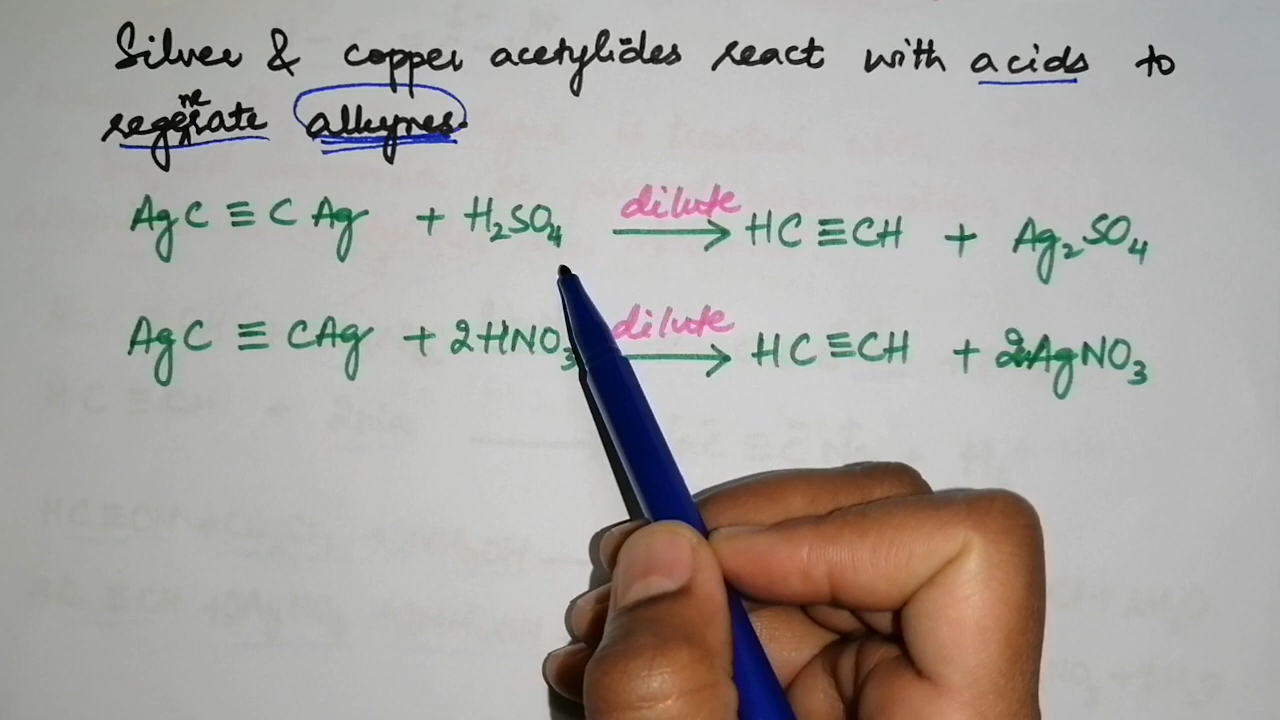 Silver & copper acetylides react with acids to
regenerate alkynes.
AgC ≡ C Ag + H₂SO₄ dilute → HC ≡ CH + Ag₂SO₄
AgC ≡ CAg + 2HNO₃ dilute → HC ≡ CH + 2AgNO₃